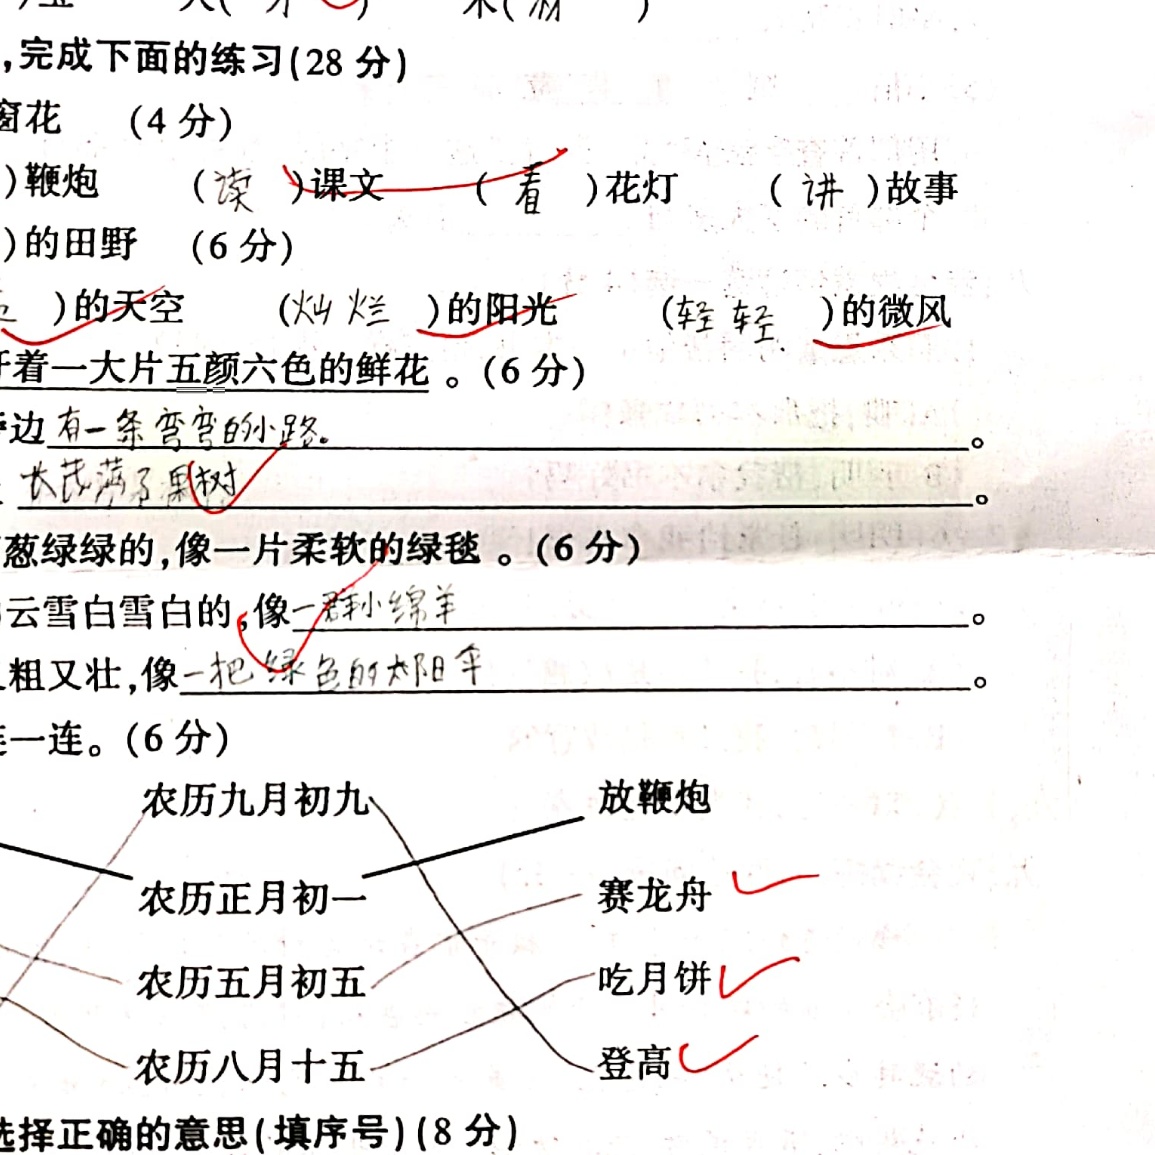 ,完成下面的练习(28分)
窗花 (4分)
)鞭炮 (读)课文 (看)花灯 (讲)故事
)的田野 (6分)
)的天空 (灿烂)的阳光 (轻轻)的微风
开着一大片五颜六色的鲜花。(6分)
边有一条弯弯的小路。。
长茂满了果树。
葱绿绿的,像一片柔软的绿毯。(6分)
云雪白雪白的,像一群小绵羊。
粗又壮,像一把绿色的太阳伞。
连一连。(6分)
农历九月初九 放鞭炮
农历正月初一 赛龙舟
农历五月初五 吃月饼
农历八月十五 登高
选择正确的意思(填序号)(8分)